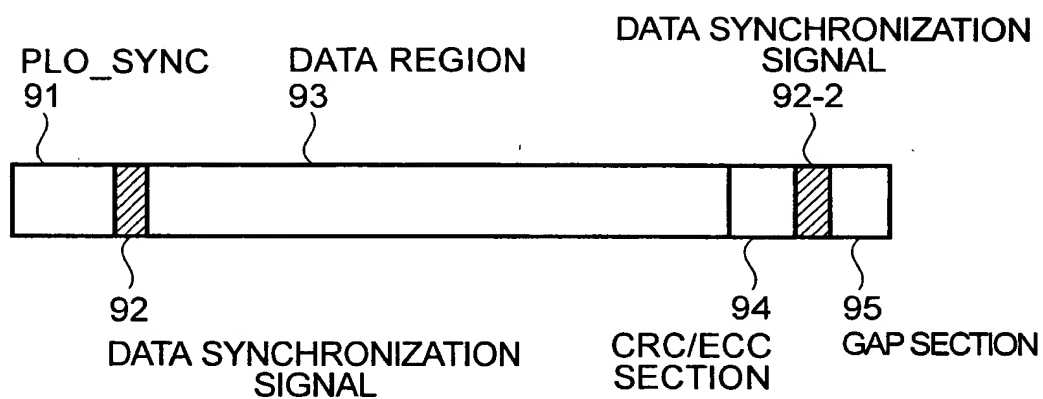 PLO_SYNC
91
DATA REGION
93
DATA SYNCHRONIZATION
SIGNAL
92-2
92
DATA SYNCHRONIZATION
SIGNAL
94
CRC/ECC
SECTION
95
GAP SECTION